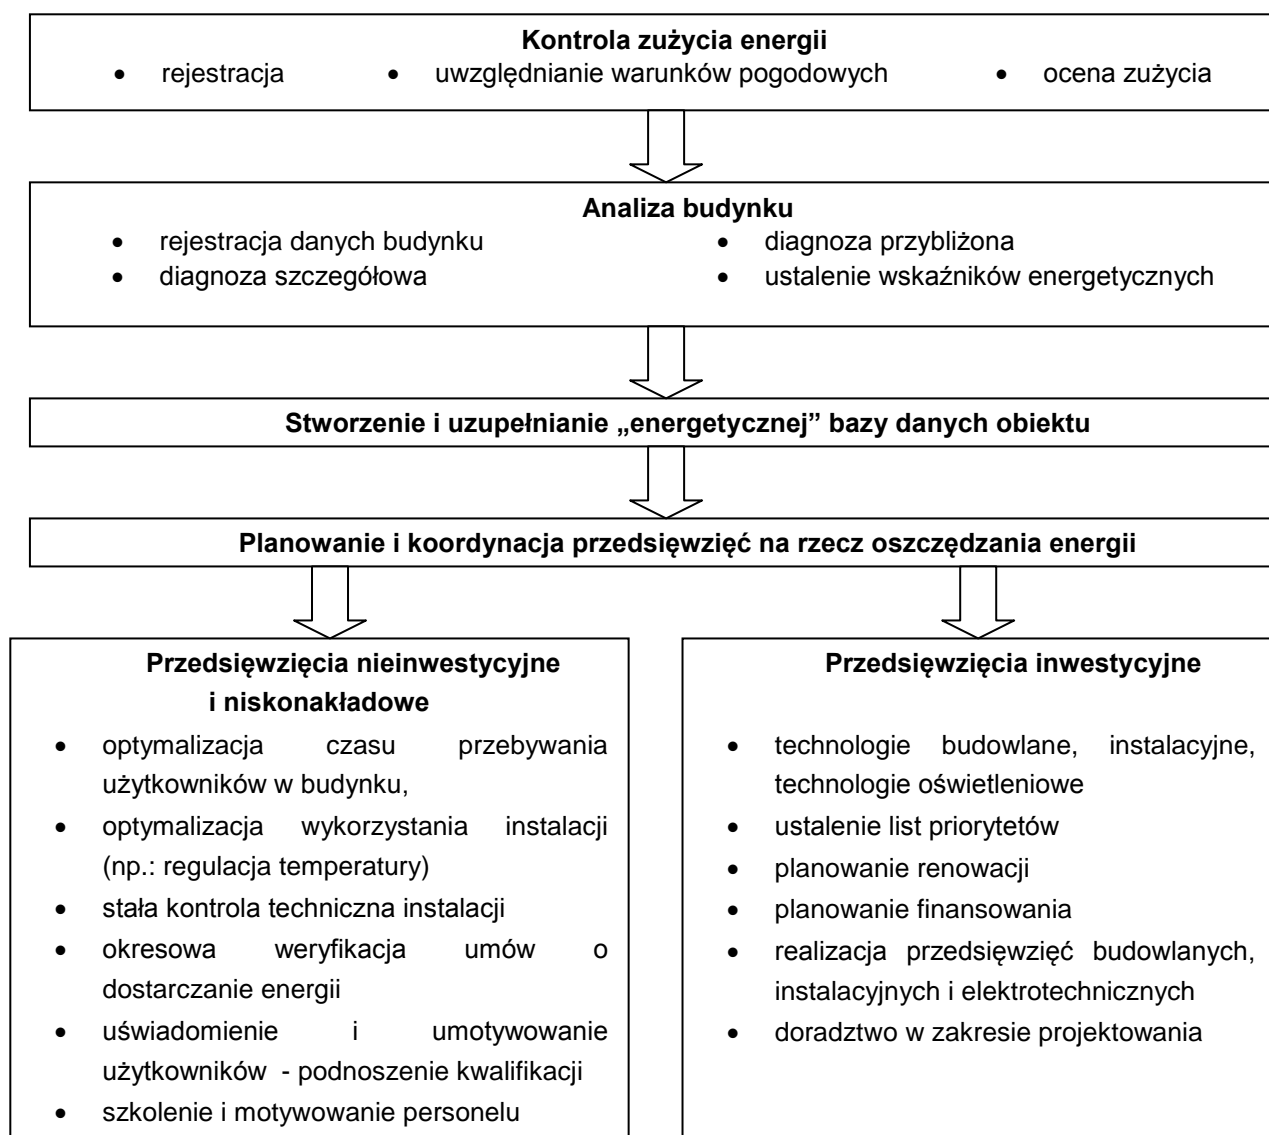 Kontrola zużycia energii
• rejestracja • uwzględnianie warunków pogodowych • ocena zużycia
Analiza budynku
• rejestracja danych budynku • diagnoza przybliżona
• diagnoza szczegółowa • ustalenie wskaźników energetycznych
Stworzenie i uzupełnianie „energetycznej” bazy danych obiektu
Planowanie i koordynacja przedsięwzięć na rzecz oszczędzania energii
Przedsięwzięcia nieinwestycyjne
i niskonakładowe
• optymalizacja czasu przebywania
użytkowników w budynku,
• optymalizacja wykorzystania instalacji
(np.: regulacja temperatury)
• stała kontrola techniczna instalacji
• okresowa weryfikacja umów o
dostarczanie energii
• uświadomienie i umotywowanie
użytkowników - podnoszenie kwalifikacji
• szkolenie i motywowanie personelu
Przedsięwzięcia inwestycyjne
• technologie budowlane, instalacyjne,
technologie oświetleniowe
• ustalenie list priorytetów
• planowanie renowacji
• planowanie finansowania
• realizacja przedsięwzięć budowlanych,
instalacyjnych i elektrotechnicznych
• doradztwo w zakresie projektowania